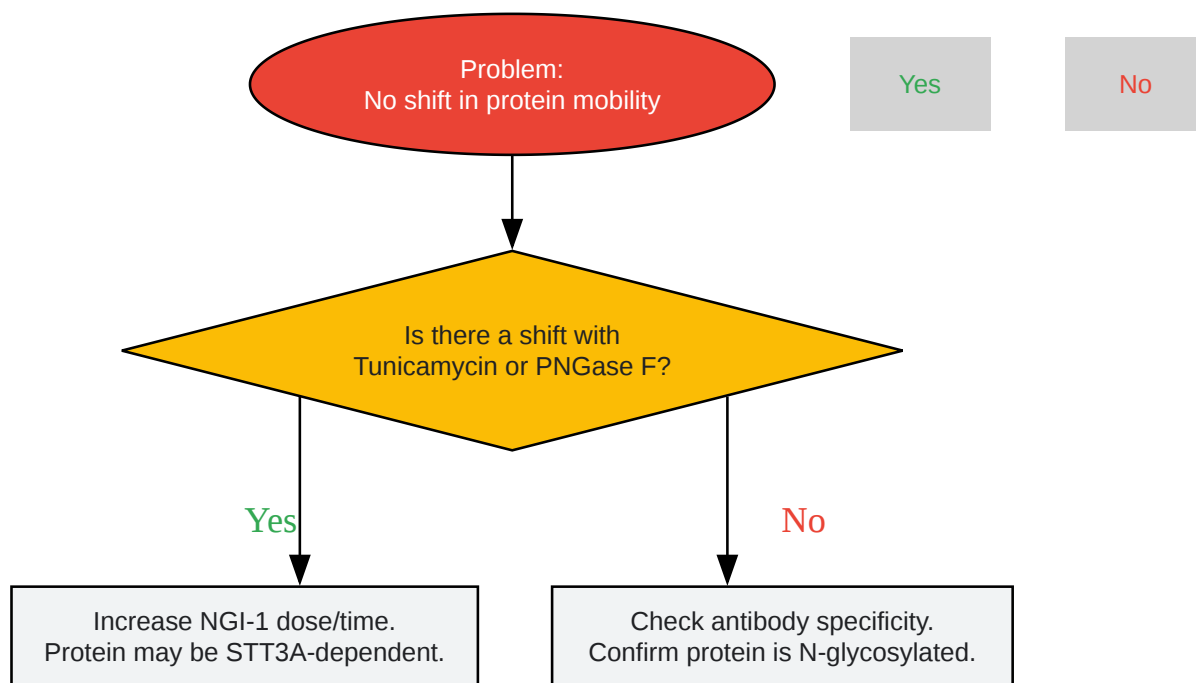 Problem:
No shift in protein mobility
Yes
No
Is there a shift with
Tunicamycin or PNGase F?
Yes
No
Increase NGI-1 dose/time.
Protein may be STT3A-dependent.
Check antibody specificity.
Confirm protein is N-glycosylated.